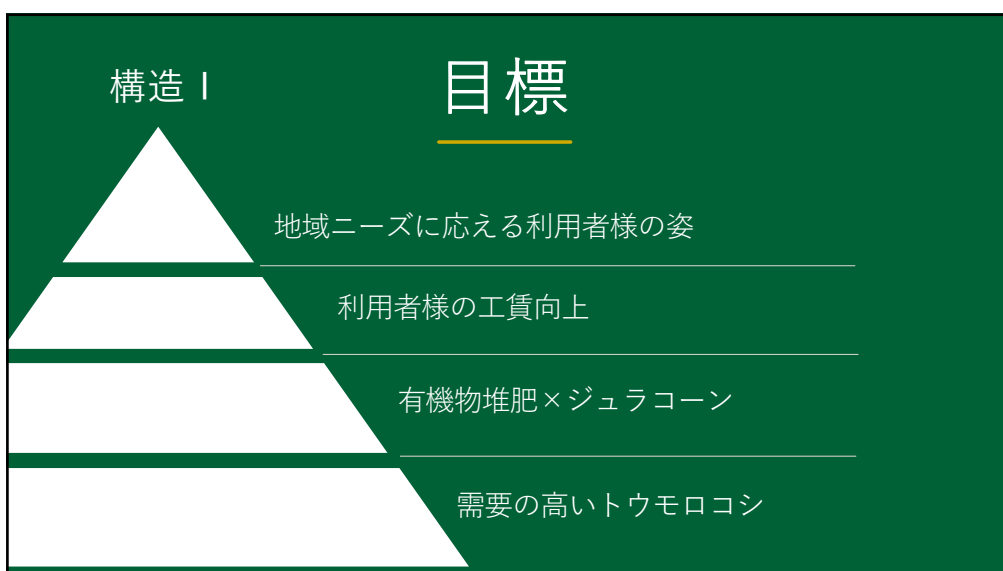 構造Ⅰ
目標
地域ニーズに応える利用者様の姿
利用者様の工賃向上
有機物堆肥×ジュラコーン
需要の高いトウモロコシ